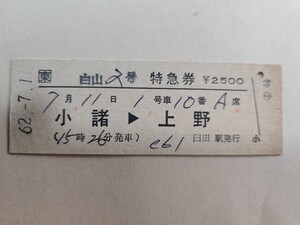 東 白山2号 特急券 ¥2500
62.-7.-1.
7月11日 1号車10番A席
小諸▶上野
(15時26分発車) c61 臼田駅発行